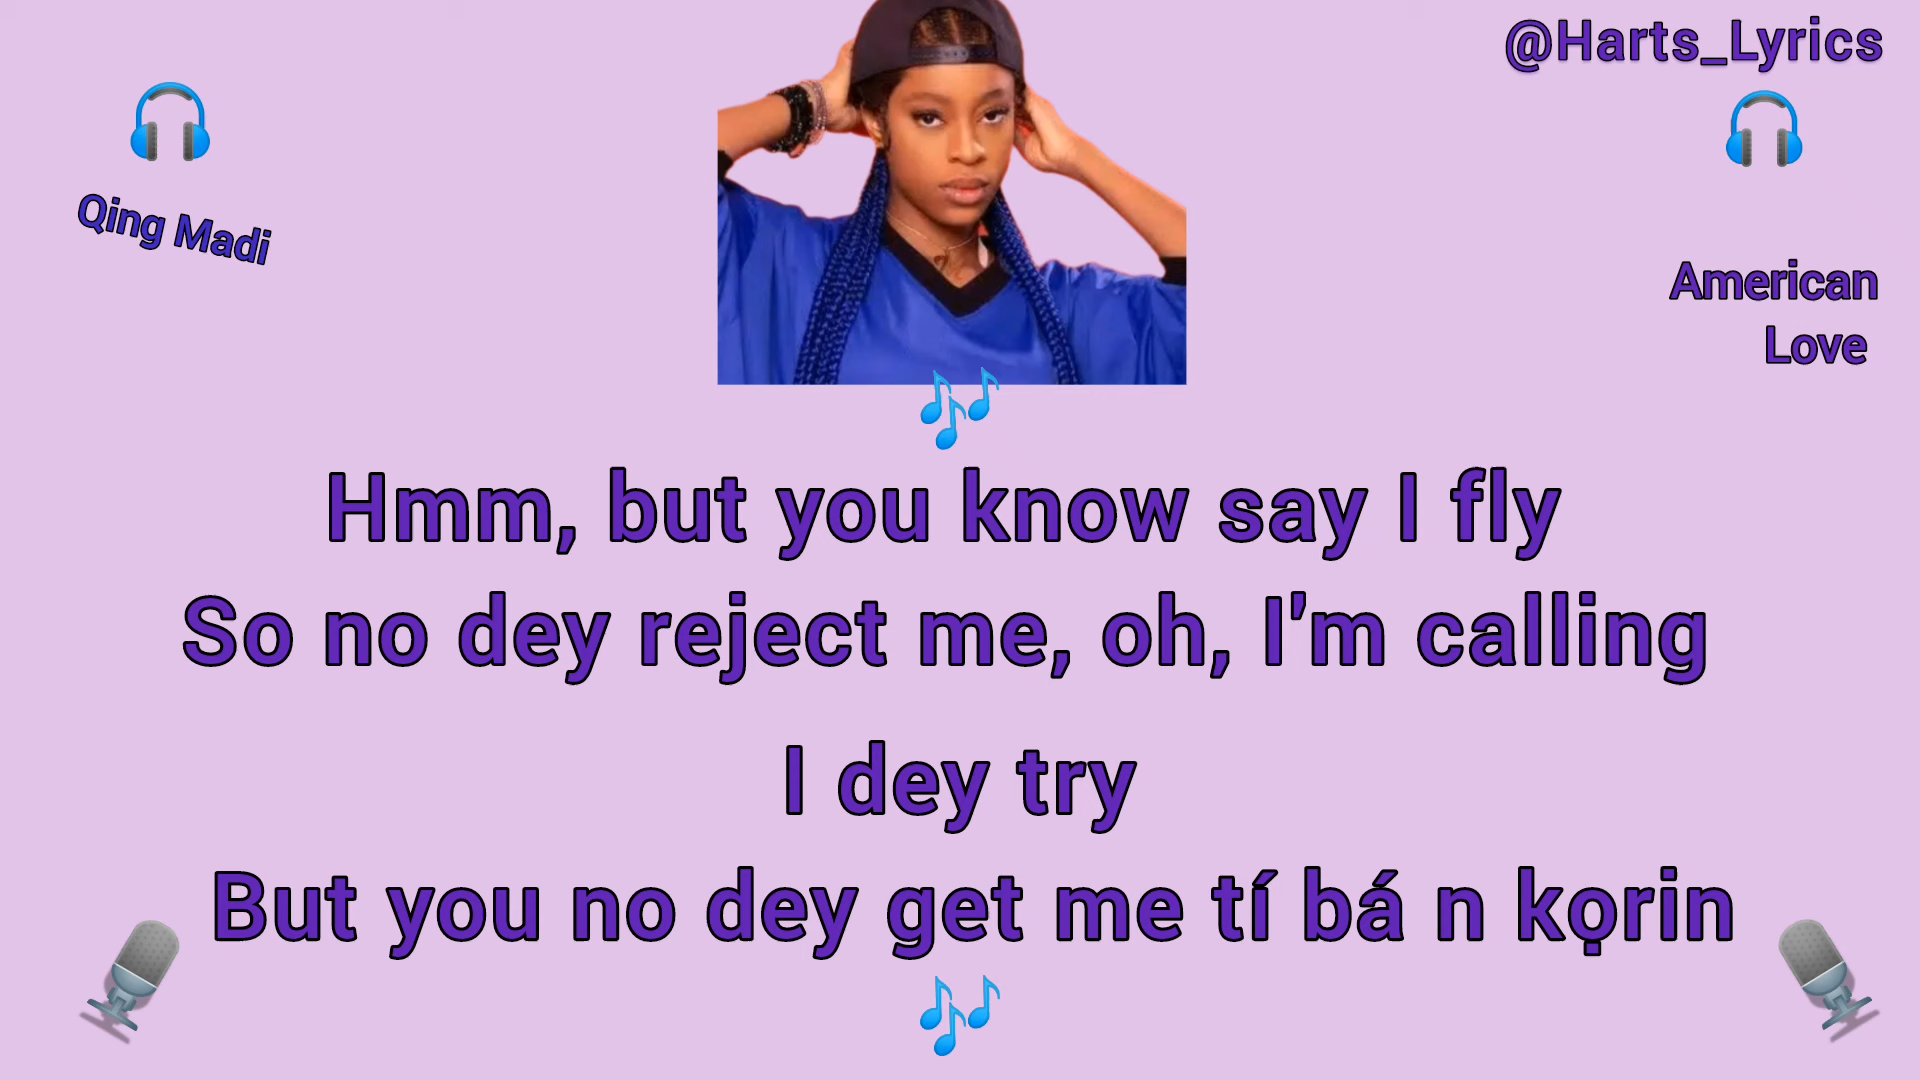 @Harts_Lyrics
Qing Madi
American
Love
Hmm, but you know say I fly
So no dey reject me, oh, I'm calling
I dey try
But you no dey get me tí bá n kọrin